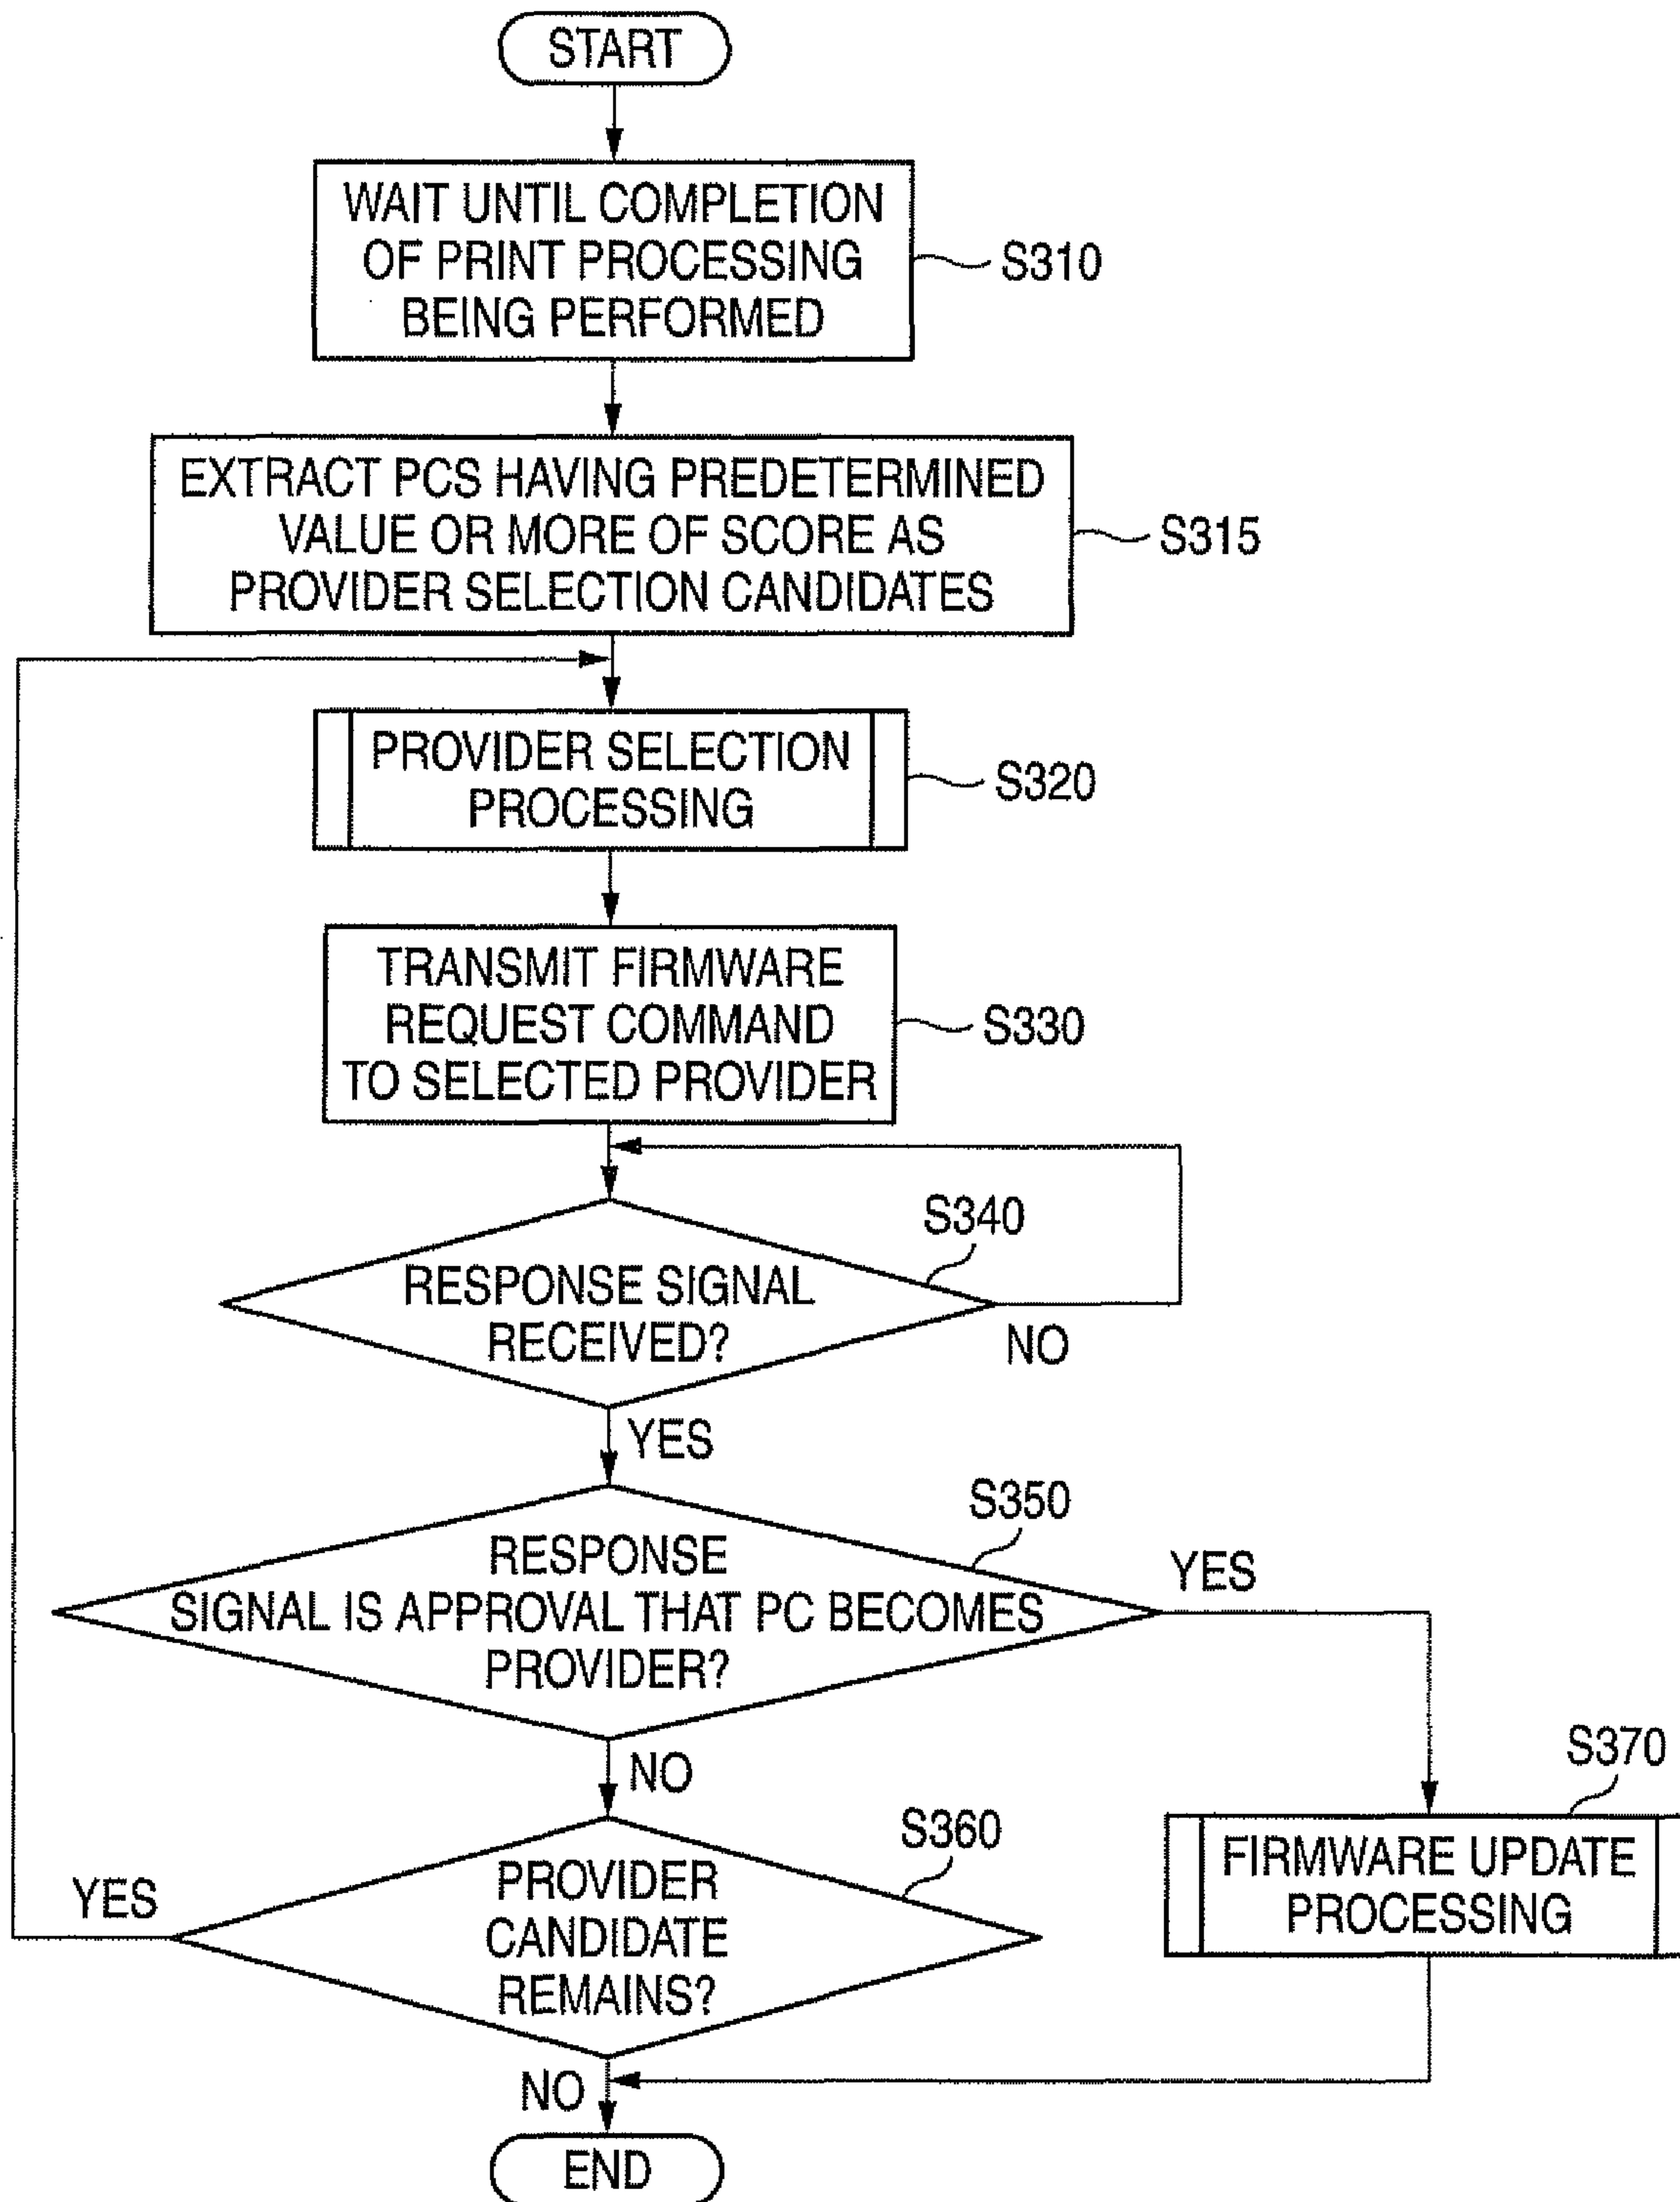 START
WAIT UNTIL COMPLETION
OF PRINT PROCESSING
BEING PERFORMED
S310
EXTRACT PCS HAVING PREDETERMINED
VALUE OR MORE OF SCORE AS
PROVIDER SELECTION CANDIDATES
S315
PROVIDER SELECTION
PROCESSING
S320
TRANSMIT FIRMWARE
REQUEST COMMAND
TO SELECTED PROVIDER
S330
S340
RESPONSE SIGNAL
RECEIVED?
NO
YES
S350
RESPONSE
SIGNAL IS APPROVAL THAT PC BECOMES
PROVIDER?
YES
NO
S370
FIRMWARE UPDATE
PROCESSING
S360
PROVIDER
CANDIDATE
REMAINS?
YES
NO
END